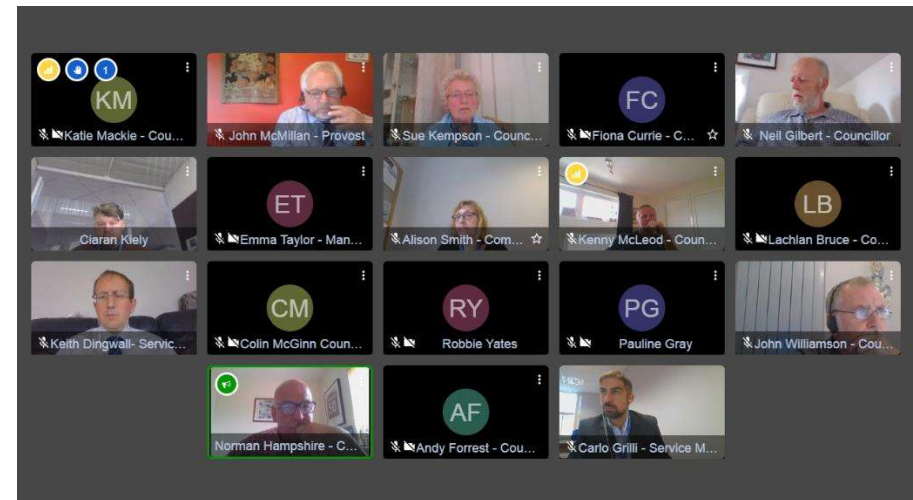 1
KM
Katie Mackie - Cou...
John McMillan - Provost
Sue Kempson - Counc...
FC
Fiona Currie - C...
Neil Gilbert - Councillor
Ciaran Kiely
ET
Emma Taylor - Man...
Alison Smith - Com...
Kenny McLeod - Coun...
LB
Lachlan Bruce - Co...
Keith Dingwall- Servic...
CM
Colin McGinn Coun...
RY
Robbie Yates
PG
Pauline Gray
John Williamson - Cou...
Norman Hampshire - C...
AF
Andy Forrest - Cou...
Carlo Grilli - Service M...